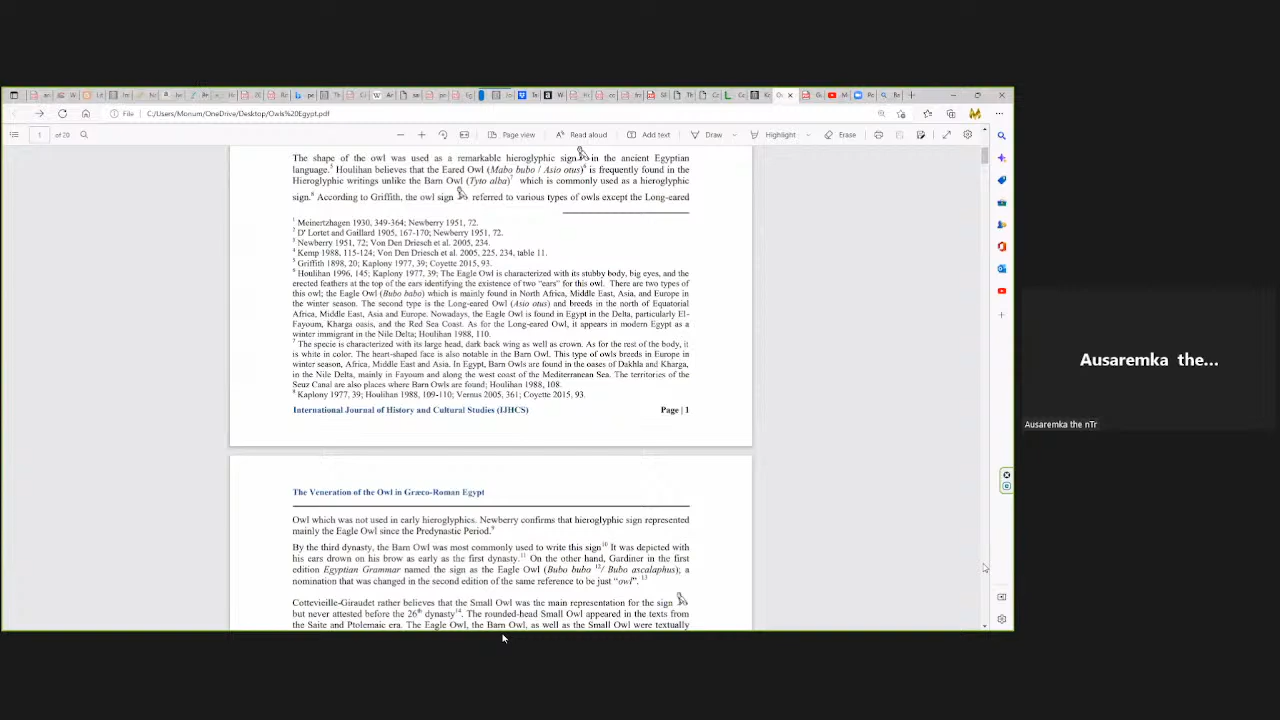 File C:/Users/Monum/OneDrive/Desktop/Owls%20Egypt.pdf
1 of 20 Page view Read aloud Add text Draw Highlight Erase
The shape of the owl was used as a remarkable hieroglyphic sign in the ancient Egyptian
language.5 Houlihan believes that the Eared Owl (Mabo bubo / Asio otus)6 is frequently found in the
Hieroglyphic writings unlike the Barn Owl (Tyto alba)7 which is commonly used as a hieroglyphic
sign.8 According to Griffith, the owl sign referred to various types of owls except the Long-eared
1 Meinertzhagen 1930, 349-364; Newberry 1951, 72.
2 D' Lortet and Gaillard 1905, 167-170; Newberry 1951, 72.
3 Newberry 1951, 72; Von Den Driesch et al. 2005, 234.
4 Kemp 1988, 115-124; Von Den Driesch et al. 2005, 225, 234, table 11.
5 Griffith 1898, 20; Kaplony 1977, 39; Coyette 2015, 93.
6 Houlihan 1996, 145; Kaplony 1977, 39; The Eagle Owl is characterized with its stubby body, big eyes, and the
erected feathers at the top of the ears identifying the existence of two "ears" for this owl. There are two types of
this owl; the Eagle Owl (Bubo babo) which is mainly found in North Africa, Middle East, Asia, and Europe in
the winter season. The second type is the Long-eared Owl (Asio otus) and breeds in the north of Equatorial
Africa, Middle East, Asia and Europe. Nowadays, the Eagle Owl is found in Egypt in the Delta, particularly El-
Fayoum, Kharga oasis, and the Red Sea Coast. As for the Long-eared Owl, it appears in modern Egypt as a
winter immigrant in the Nile Delta; Houlihan 1988, 110.
7 The specie is characterized with its large head, dark back wing as well as crown. As for the rest of the body, it
is white in color. The heart-shaped face is also notable in the Barn Owl. This type of owls breeds in Europe in
winter season, Africa, Middle East and Asia. In Egypt, Barn Owls are found in the oases of Dakhla and Kharga,
in the Nile Delta, mainly in Fayoum and along the west coast of the Mediterranean Sea. The territories of the
Seuz Canal are also places where Barn Owls are found; Houlihan 1988, 108.
8 Kaplony 1977, 39; Houlihan 1988, 109-110; Vernus 2005, 361; Coyette 2015, 93.
International Journal of History and Cultural Studies (IJHCS) Page | 1
The Veneration of the Owl in Græco-Roman Egypt
Owl which was not used in early hieroglyphics. Newberry confirms that hieroglyphic sign represented
mainly the Eagle Owl since the Predynastic Period.9
By the third dynasty, the Barn Owl was most commonly used to write this sign10 It was depicted with
his ears drown on his brow as early as the first dynasty.11 On the other hand, Gardiner in the first
edition Egyptian Grammar named the sign as the Eagle Owl (Bubo bubo 12/ Bubo ascalaphus); a
nomination that was changed in the second edition of the same reference to be just "owl". 13
Cottevieille-Giraudet rather believes that the Small Owl was the main representation for the sign
but never attested before the 26th dynasty14. The rounded-head Small Owl appeared in the texts from
the Saite and Ptolemaic era. The Eagle Owl, the Barn Owl, as well as the Small Owl were textually
Ausaremka the...
Ausaremka the nTr